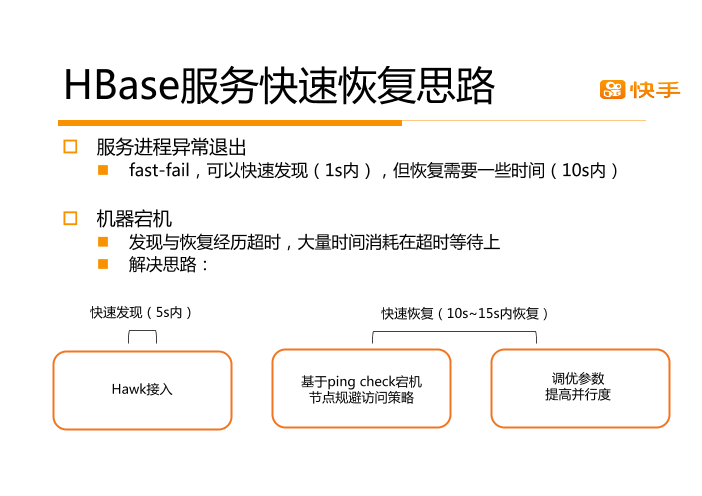 HBase服务快速恢复思路
快手
服务进程异常退出
fast-fail，可以快速发现（1s内），但恢复需要一些时间（10s内）
机器宕机
发现与恢复经历超时，大量时间消耗在超时等待上
解决思路：
快速发现（5s内）
快速恢复（10s~15s内恢复）
Hawk接入
基于ping check宕机
节点规避访问策略
调优参数
提高并行度